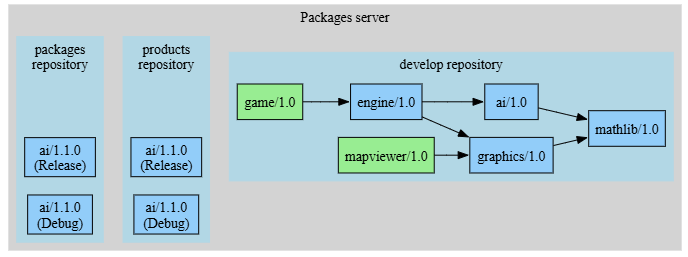 Packages server
packages
repository
products
repository
develop repository
game/1.0
engine/1.0
ai/1.0
mathlib/1.0
mapviewer/1.0
graphics/1.0
ai/1.1.0
(Release)
ai/1.1.0
(Release)
ai/1.1.0
(Debug)
ai/1.1.0
(Debug)